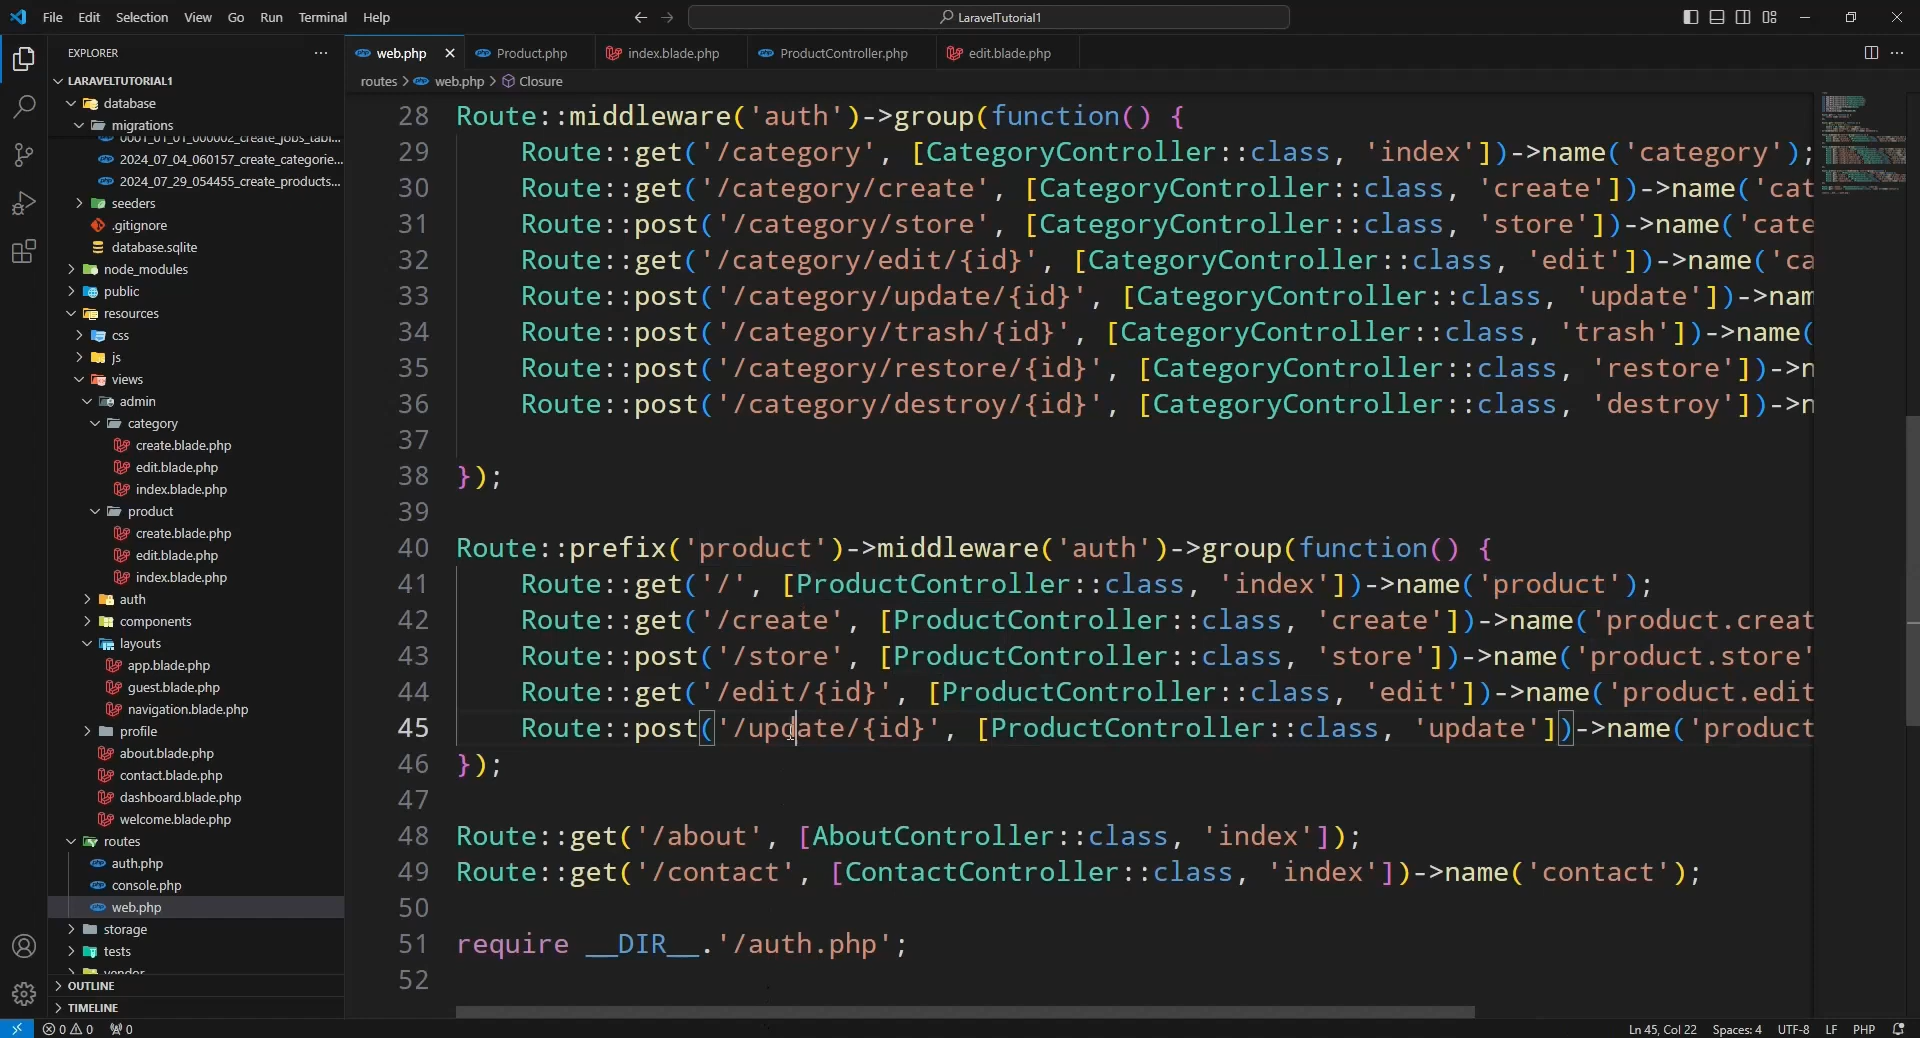 File Edit Selection View Go Run Terminal Help
LaravelTutorial1
EXPLORER
LARAVELTUTORIAL1
database
migrations
0001_01_01_000002_create_jobs_tabl...
2024_07_04_060157_create_categorie...
2024_07_29_054455_create_products...
seeders
.gitignore
database.sqlite
node_modules
public
resources
css
js
views
admin
category
create.blade.php
edit.blade.php
index.blade.php
product
create.blade.php
edit.blade.php
index.blade.php
auth
components
layouts
app.blade.php
guest.blade.php
navigation.blade.php
profile
about.blade.php
contact.blade.php
dashboard.blade.php
welcome.blade.php
routes
auth.php
console.php
web.php
storage
tests
vendor
OUTLINE
TIMELINE
web.php Product.php index.blade.php ProductController.php edit.blade.php
routes > web.php > Closure
28 Route::middleware('auth')->group(function() {
29 Route::get('/category', [CategoryController::class, 'index'])->name('category');
30 Route::get('/category/create', [CategoryController::class, 'create'])->name('cat
31 Route::post('/category/store', [CategoryController::class, 'store'])->name('cate
32 Route::get('/category/edit/{id}', [CategoryController::class, 'edit'])->name('ca
33 Route::post('/category/update/{id}', [CategoryController::class, 'update'])->nam
34 Route::post('/category/trash/{id}', [CategoryController::class, 'trash'])->name(
35 Route::post('/category/restore/{id}', [CategoryController::class, 'restore'])->n
36 Route::post('/category/destroy/{id}', [CategoryController::class, 'destroy'])->n
37
38 });
39
40 Route::prefix('product')->middleware('auth')->group(function() {
41 Route::get('/', [ProductController::class, 'index'])->name('product');
42 Route::get('/create', [ProductController::class, 'create'])->name('product.creat
43 Route::post('/store', [ProductController::class, 'store'])->name('product.store'
44 Route::get('/edit/{id}', [ProductController::class, 'edit'])->name('product.edit
45 Route::post('/update/{id}', [ProductController::class, 'update'])->name('product
46 });
47
48 Route::get('/about', [AboutController::class, 'index']);
49 Route::get('/contact', [ContactController::class, 'index'])->name('contact');
50
51 require __DIR__.'/auth.php';
52
0 0 0 Ln 45, Col 22 Spaces: 4 UTF-8 LF PHP